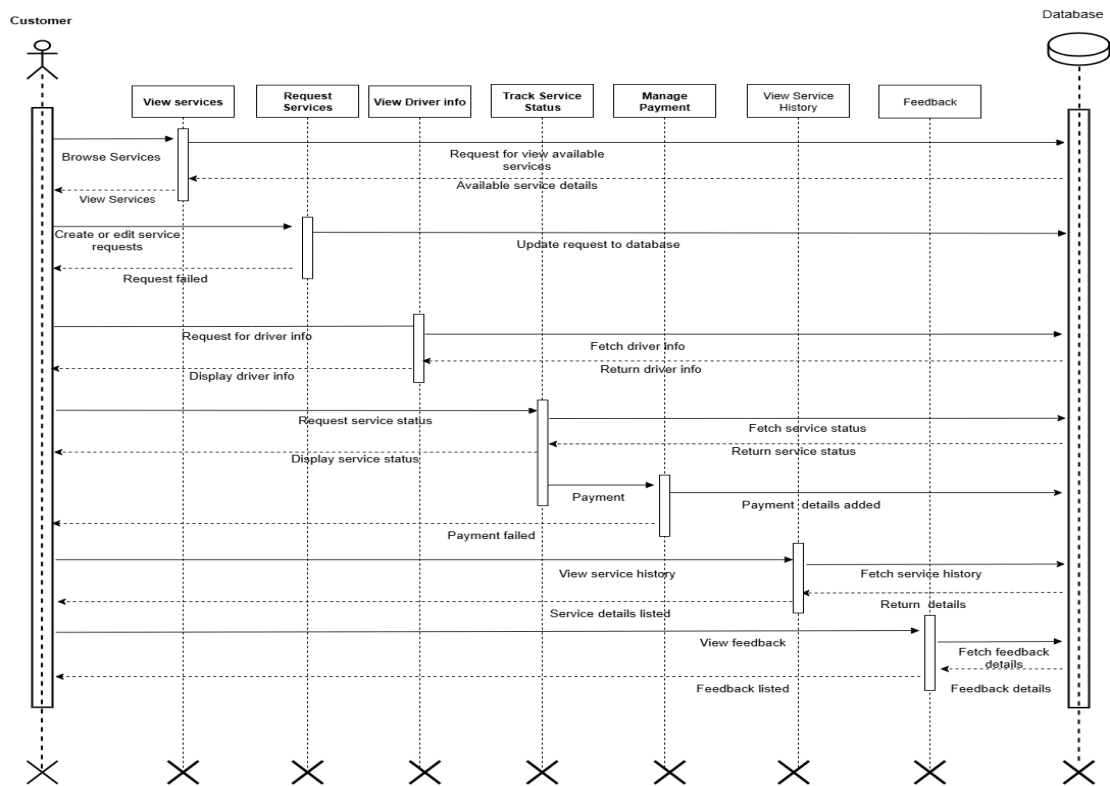 Customer
Database
View services
Request
Services
View Driver info
Track Service
Status
Manage
Payment
View Service
History
Feedback
Browse Services
Request for view available
services
Available service details
View Services
Create or edit service
requests
Update request to database
Request failed
Request for driver info
Fetch driver info
Return driver info
Display driver info
Request service status
Fetch service status
Return service status
Display service status
Payment
Payment details added
Payment failed
View service history
Fetch service history
Return details
Service details listed
View feedback
Fetch feedback
details
Feedback listed
Feedback details